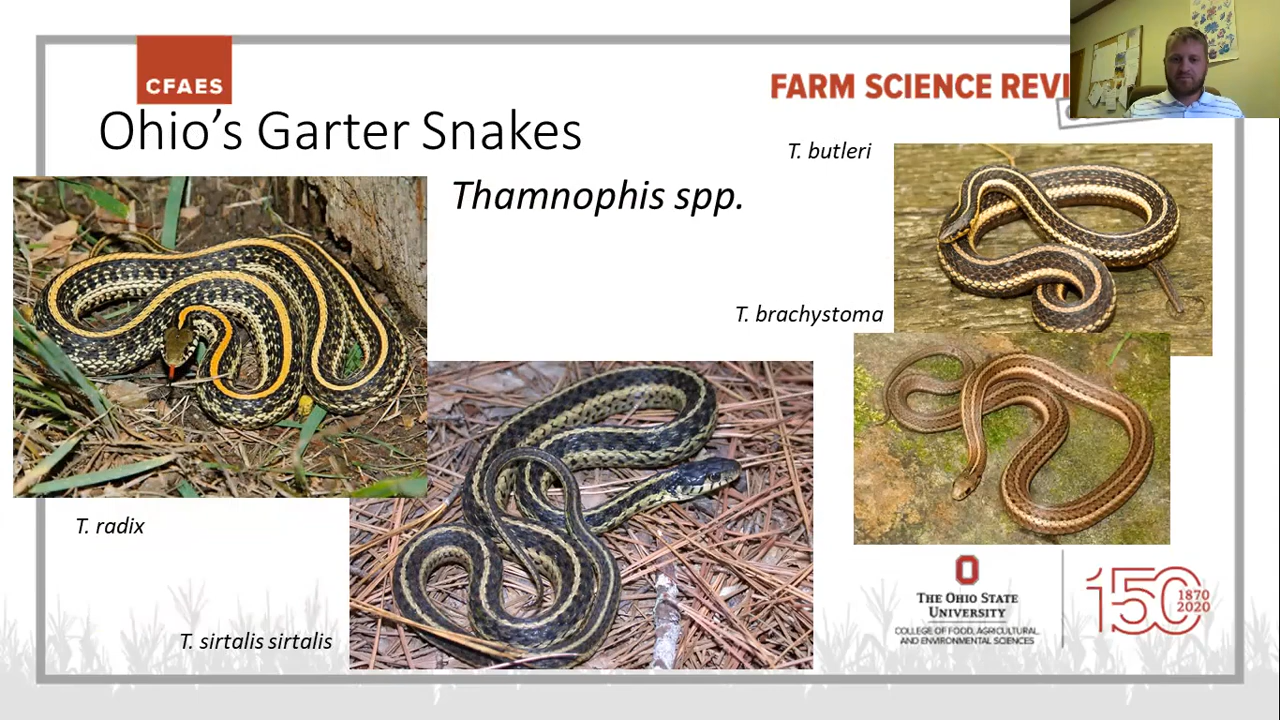 CFAES
FARM SCIENCE REVI
Ohio's Garter Snakes
T. butleri
Thamnophis spp.
T. brachystoma
T. radix
T. sirtalis sirtalis
THE OHIO STATE
UNIVERSITY
COLLEGE OF FOOD, AGRICULTURAL,
AND ENVIRONMENTAL SCIENCES
150
1870
2020